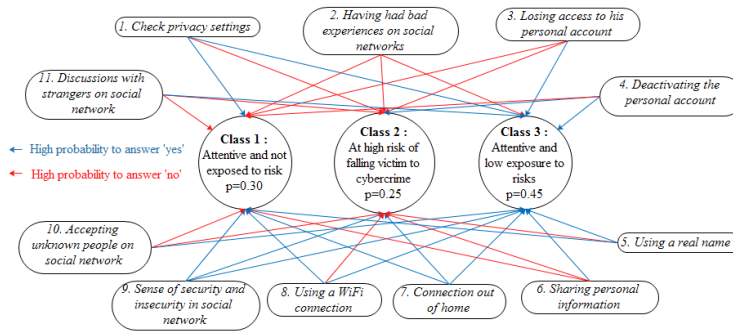 1. Check privacy settings
2. Having had bad
experiences on social
networks
3. Losing access to his
personal account
11. Discussions with
strangers on social
network
4. Deactivating the
personal account
High probability to answer 'yes'
High probability to answer 'no'
Class 1 :
Attentive and not
exposed to risk
p=0.30
Class 2 :
At high risk of
falling victim to
cybercrime
p=0.25
Class 3 :
Attentive and
low exposure to
risks
p=0.45
10. Accepting
unknown people on
social network
5. Using a real name
9. Sense of security and
insecurity in social
network
8. Using a WiFi
connection
7. Connection out
of home
6. Sharing personal
information